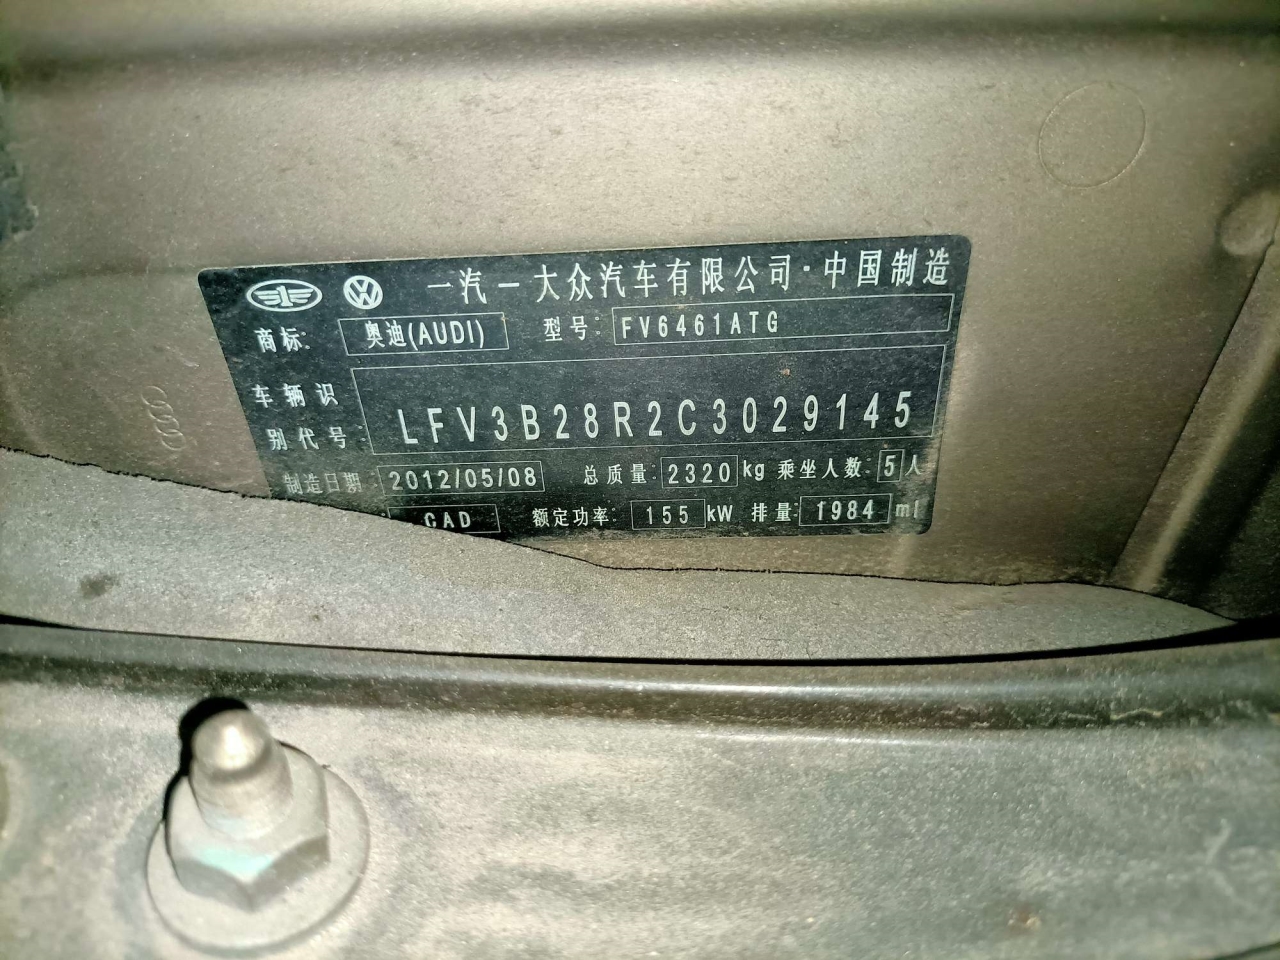 一汽-大众汽车有限公司·中国制造
商标: 奥迪(AUDI) 型号: FV6461ATG
车辆识别代号: LFV3B28R2C3029145
制造日期: 2012/05/08 总质量: 2320 kg 乘坐人数: 5 人
CAD 额定功率: 155 kW 排量: 1984 ml